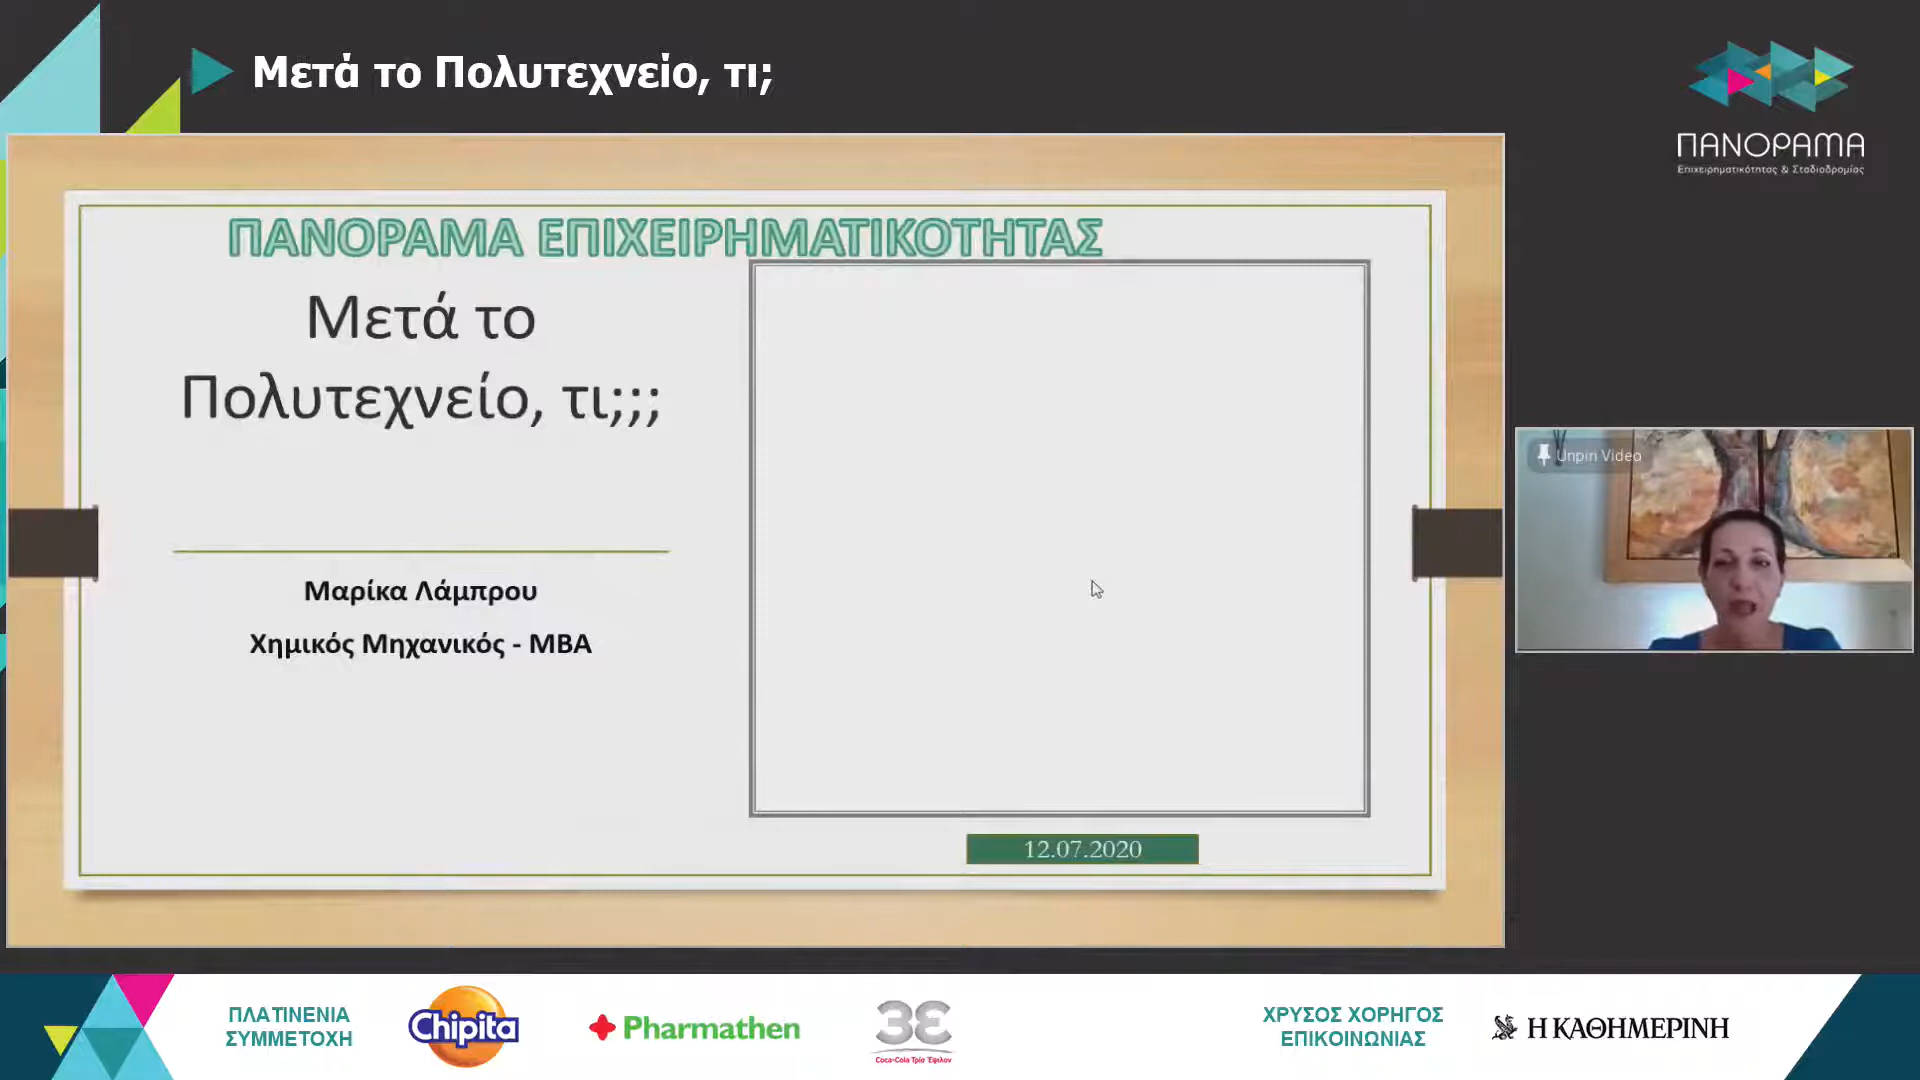 Μετά το Πολυτεχνείο, τι;
ΠΑΝΟΡΑΜΑ
Επιχειρηματικότητας & Σταδιοδρομίας
ΠΑΝΟΡΑΜΑ ΕΠΙΧΕΙΡΗΜΑΤΙΚΟΤΗΤΑΣ
Μετά το
Πολυτεχνείο, τι;;;
Μαρίκα Λάμπρου
Χημικός Μηχανικός - MBA
12.07.2020
Unpin Video
ΠΛΑΤΙΝΕΝΙΑ
ΣΥΜΜΕΤΟΧΗ
Chipita
Pharmathen
3E
Coca-Cola Τρία Έψιλον
ΧΡΥΣΟΣ ΧΟΡΗΓΟΣ
ΕΠΙΚΟΙΝΩΝΙΑΣ
Η ΚΑΘΗΜΕΡΙΝΗ